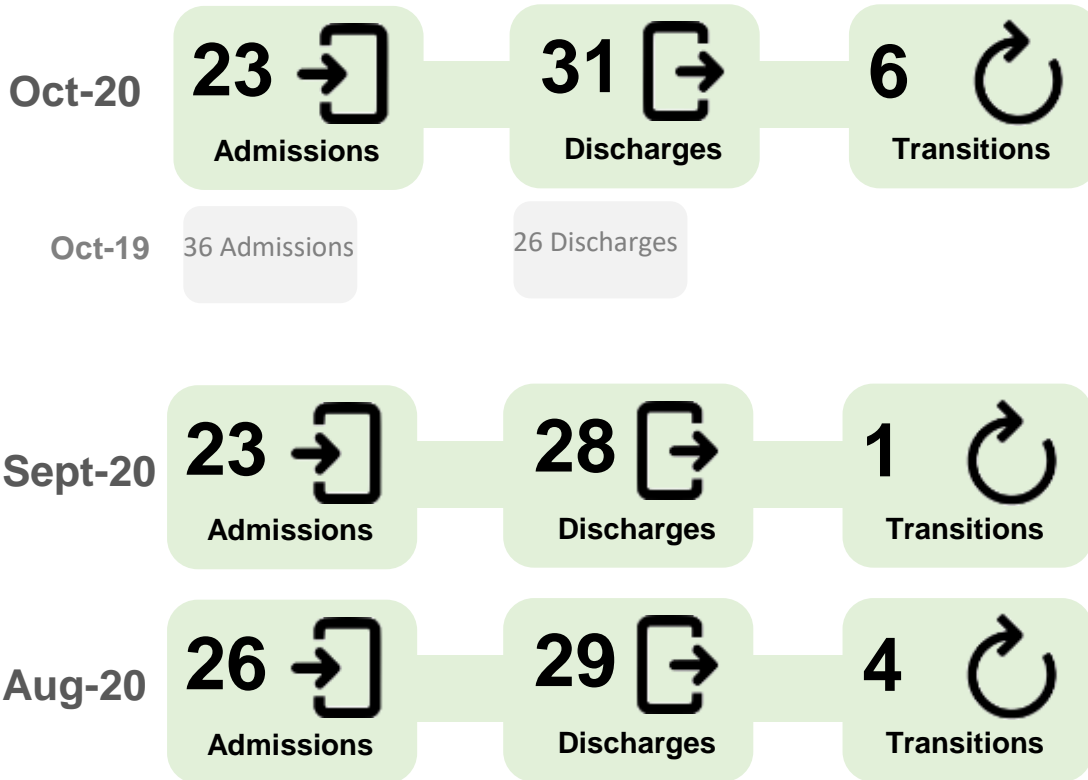 Oct-20
23
Admissions
31
Discharges
6
Transitions
Oct-19
36 Admissions
26 Discharges
Sept-20
23
Admissions
28
Discharges
1
Transitions
Aug-20
26
Admissions
29
Discharges
4
Transitions